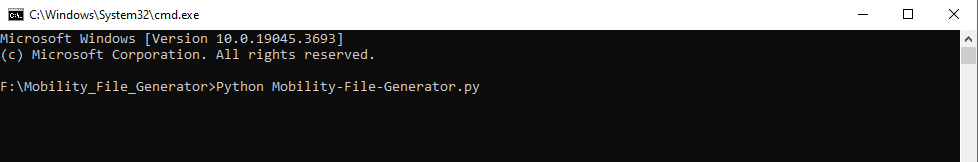 C:\Windows\System32\cmd.exe
Microsoft Windows [Version 10.0.19045.3693]
(c) Microsoft Corporation. All rights reserved.
F:\Mobility_File_Generator>Python Mobility-File-Generator.py